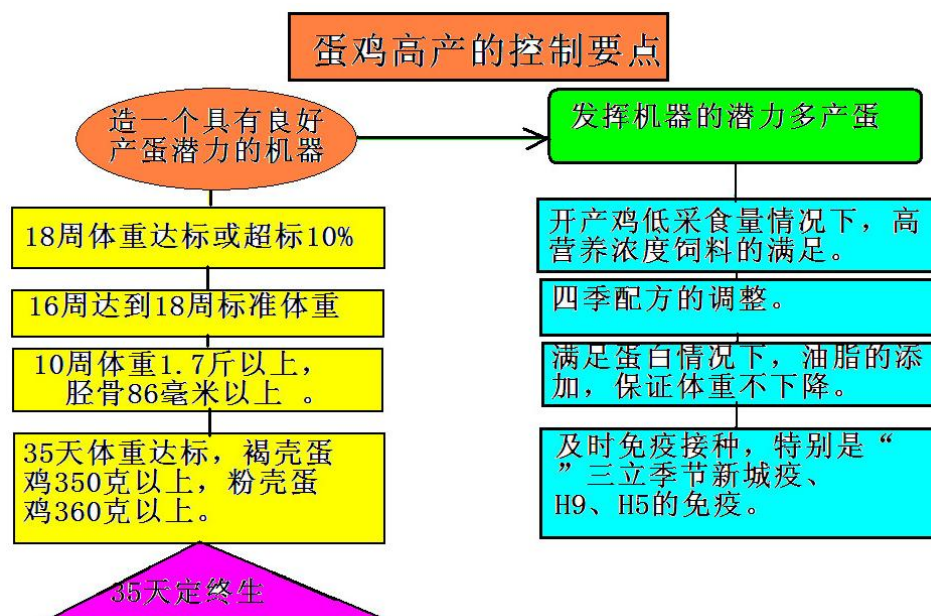 蛋鸡高产的控制要点
造一个具有良好
产蛋潜力的机器
18周体重达标或超标10%
16周达到18周标准体重
10周体重1.7斤以上，
胫骨86毫米以上 。
35天体重达标，褐壳蛋
鸡350克以上，粉壳蛋
鸡360克以上。
35天定终生
发挥机器的潜力多产蛋
开产鸡低采食量情况下，高
营养浓度饲料的满足。
四季配方的调整。
满足蛋白情况下，油脂的添
加，保证体重不下降。
及时免疫接种，特别是“
”三立季节新城疫、
H9、H5的免疫。